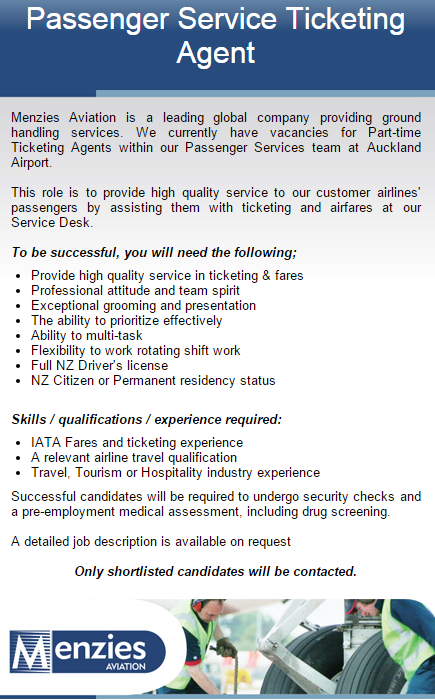 Passenger Service Ticketing
Agent
Menzies Aviation is a leading global company providing ground
handling services. We currently have vacancies for Part-time
Ticketing Agents within our Passenger Services team at Auckland
Airport.
This role is to provide high quality service to our customer airlines'
passengers by assisting them with ticketing and airfares at our
Service Desk.
To be successful, you will need the following;
• Provide high quality service in ticketing & fares
• Professional attitude and team spirit
• Exceptional grooming and presentation
• The ability to prioritize effectively
• Ability to multi-task
• Flexibility to work rotating shift work
• Full NZ Driver's license
• NZ Citizen or Permanent residency status
Skills / qualifications / experience required:
• IATA Fares and ticketing experience
• A relevant airline travel qualification
• Travel, Tourism or Hospitality industry experience
Successful candidates will be required to undergo security checks and
a pre-employment medical assessment, including drug screening.
A detailed job description is available on request
Only shortlisted candidates will be contacted.
Menzies
AVIATION